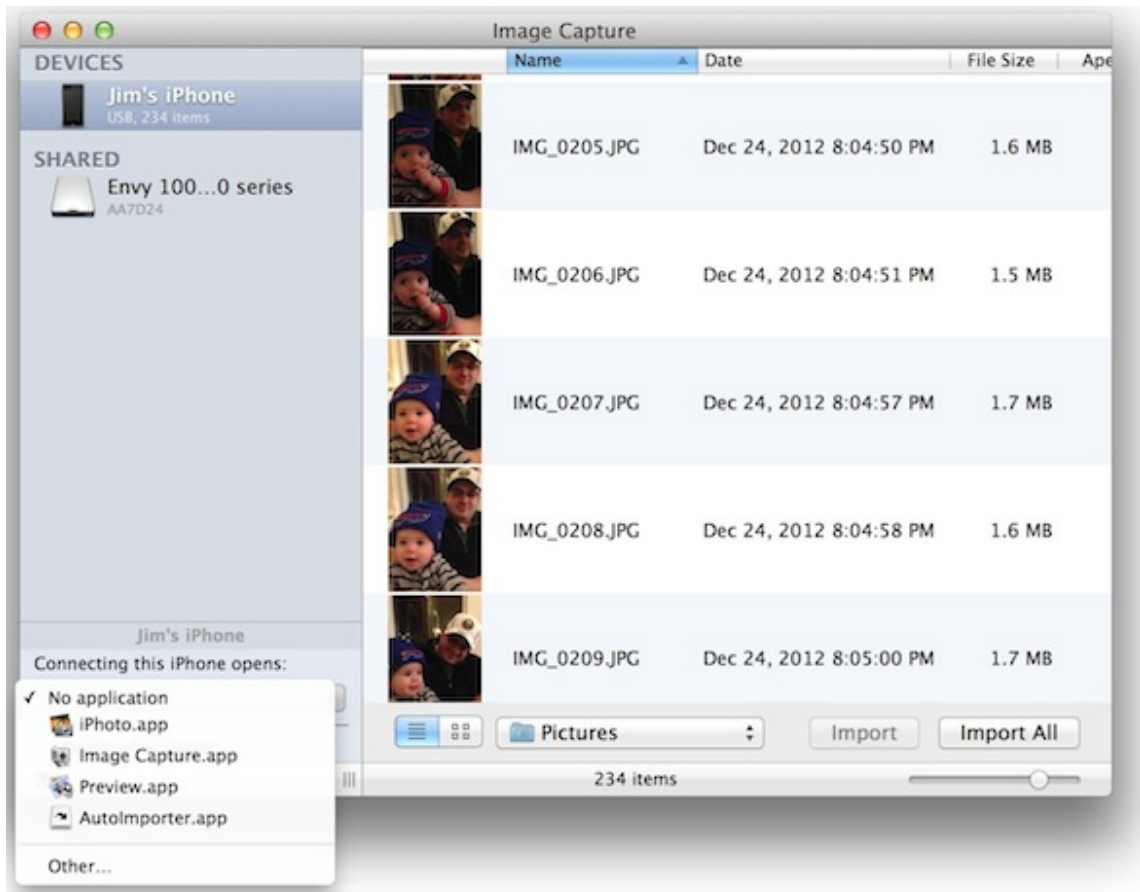 Image Capture
DEVICES
Jim's iPhone
USB, 234 items
SHARED
Envy 100...0 series
AA7D24
Name Date File Size Ape
IMG_0205.JPG Dec 24, 2012 8:04:50 PM 1.6 MB
IMG_0206.JPG Dec 24, 2012 8:04:51 PM 1.5 MB
IMG_0207.JPG Dec 24, 2012 8:04:57 PM 1.7 MB
IMG_0208.JPG Dec 24, 2012 8:04:58 PM 1.6 MB
IMG_0209.JPG Dec 24, 2012 8:05:00 PM 1.7 MB
Jim's iPhone
Connecting this iPhone opens:
✓ No application
iPhoto.app
Image Capture.app
Preview.app
AutoImporter.app
Other...
Pictures Import Import All
234 items